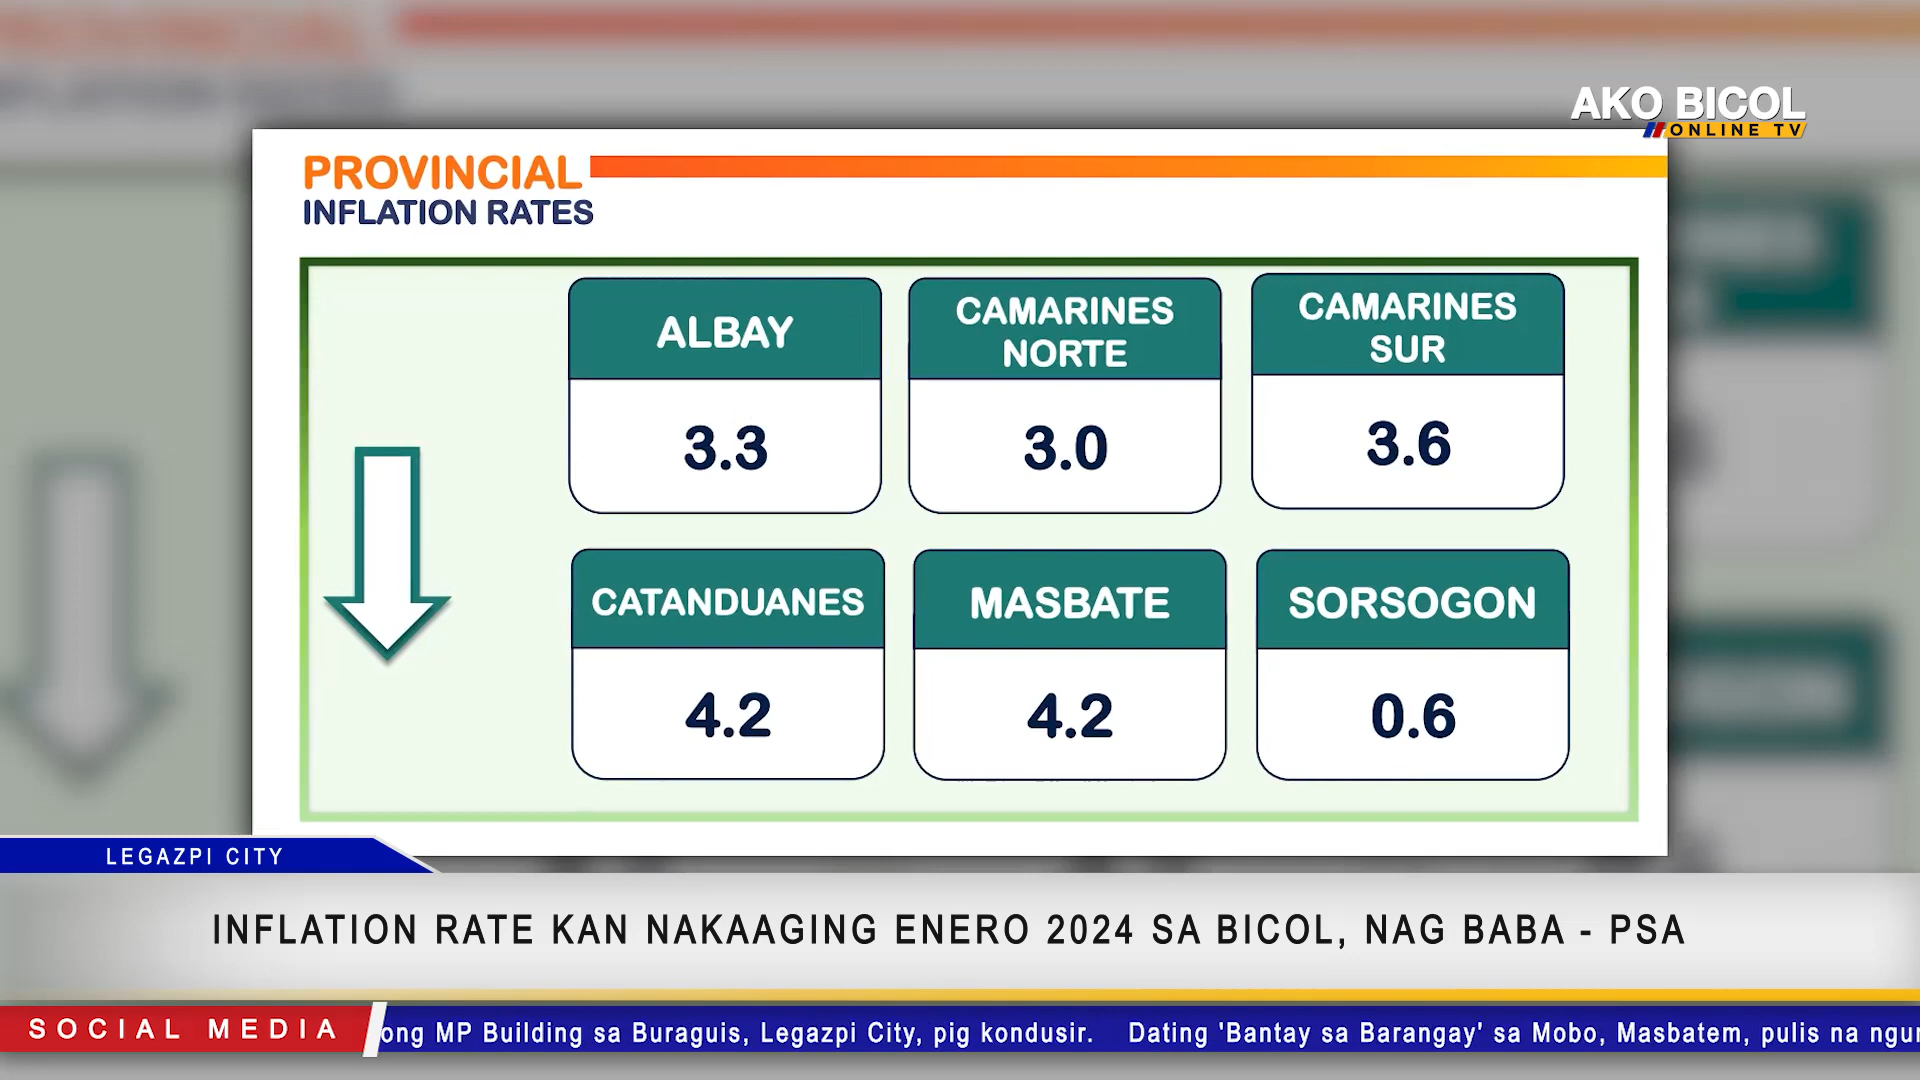 AKO BICOL
ONLINE TV
PROVINCIAL
INFLATION RATES
ALBAY
3.3
CAMARINES
NORTE
3.0
CAMARINES
SUR
3.6
CATANDUANES
4.2
MASBATE
4.2
SORSOGON
0.6
LEGAZPI CITY
INFLATION RATE KAN NAKAAGING ENERO 2024 SA BICOL, NAG BABA - PSA
SOCIAL MEDIA
ong MP Building sa Buraguis, Legazpi City, pig kondusir. Dating 'Bantay sa Barangay' sa Mobo, Masbatem, pulis na ngu